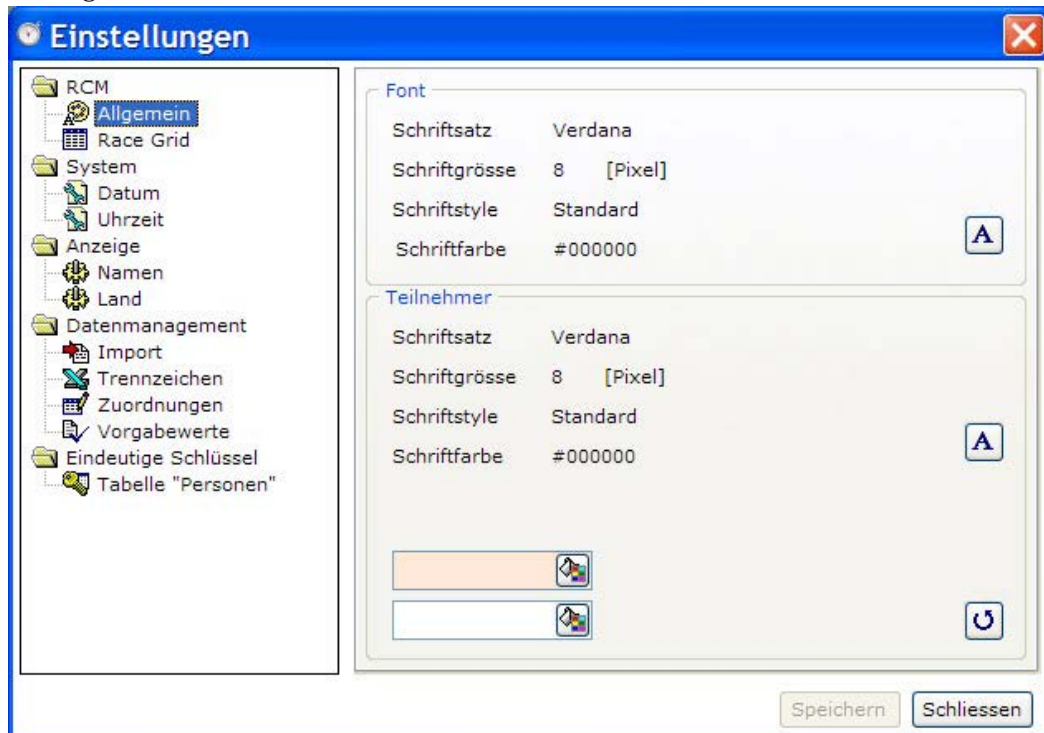 Einstellungen
RCM
Allgemein
Race Grid
System
Datum
Uhrzeit
Anzeige
Namen
Land
Datenmanagement
Import
Trennzeichen
Zuordnungen
Vorgabewerte
Eindeutige Schlüssel
Tabelle "Personen"
Font
Schriftsatz Verdana
Schriftgrösse 8 [Pixel]
Schriftstyle Standard
Schriftfarbe #000000
A
Teilnehmer
Schriftsatz Verdana
Schriftgrösse 8 [Pixel]
Schriftstyle Standard
Schriftfarbe #000000
A
Speichern Schliessen